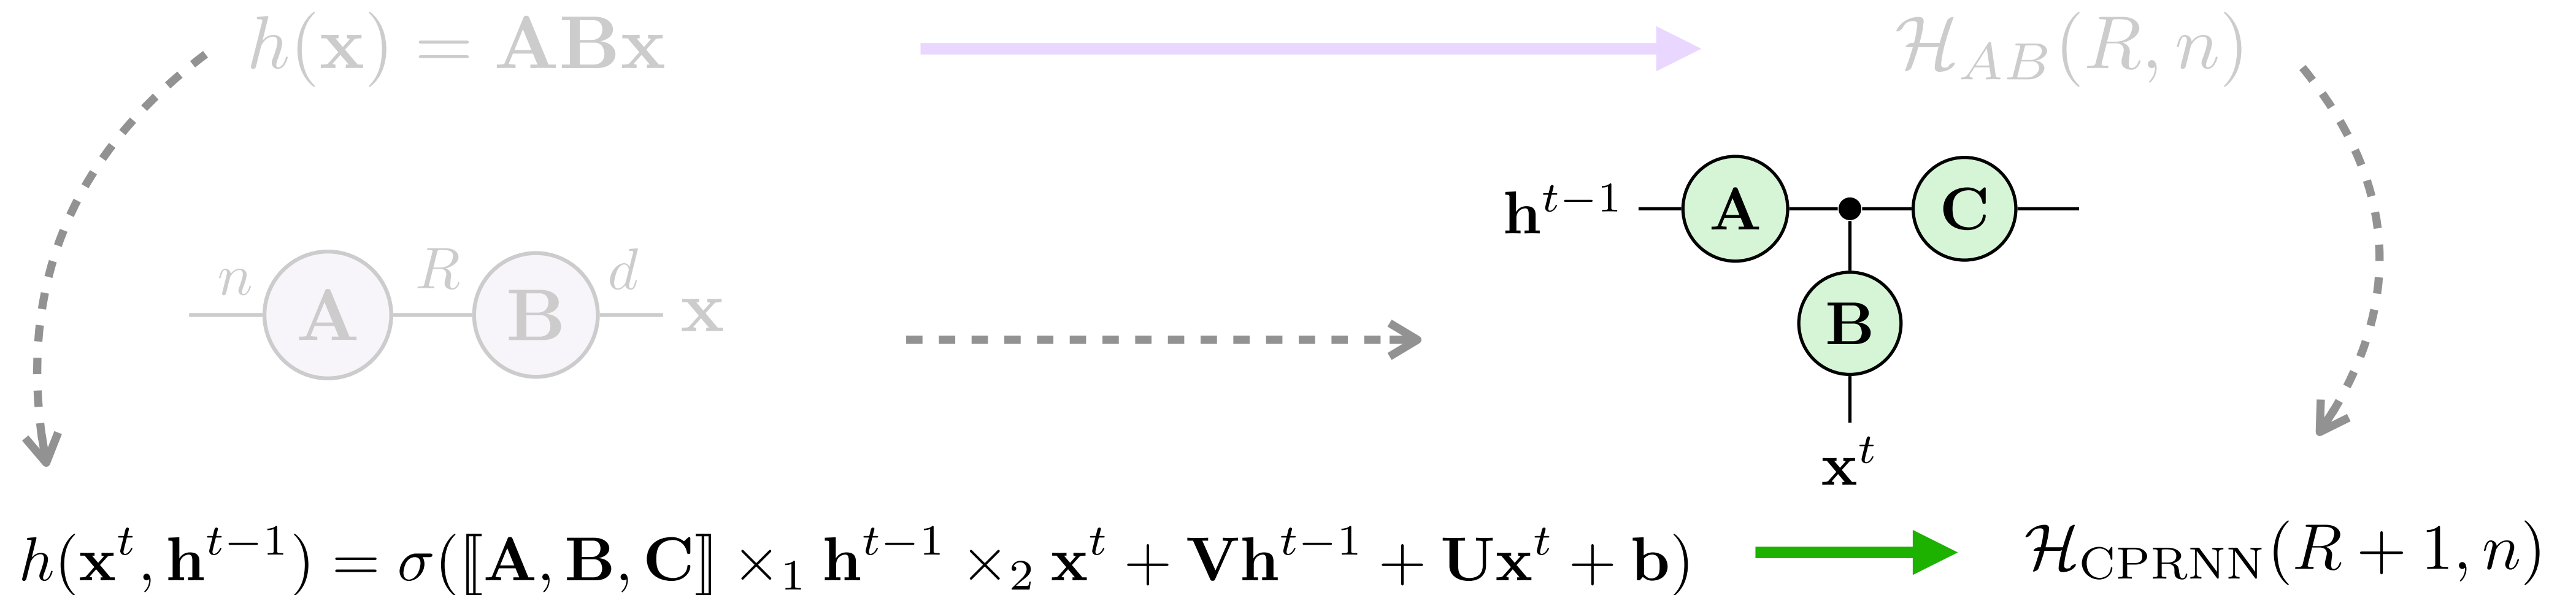 h(𝐱) = 𝐀𝐁𝐱
ℋ_{AB}(R, n)
𝐡^{t−1} 𝐀 𝐂
n 𝐀 R 𝐁 d 𝐱
𝐁
𝐱^t
h(𝐱^t, 𝐡^{t−1}) = σ(⟦𝐀, 𝐁, 𝐂⟧ ×₁ 𝐡^{t−1} ×₂ 𝐱^t + 𝐕𝐡^{t−1} + 𝐔𝐱^t + 𝐛)
ℋ_{CPRNN}(R + 1, n)